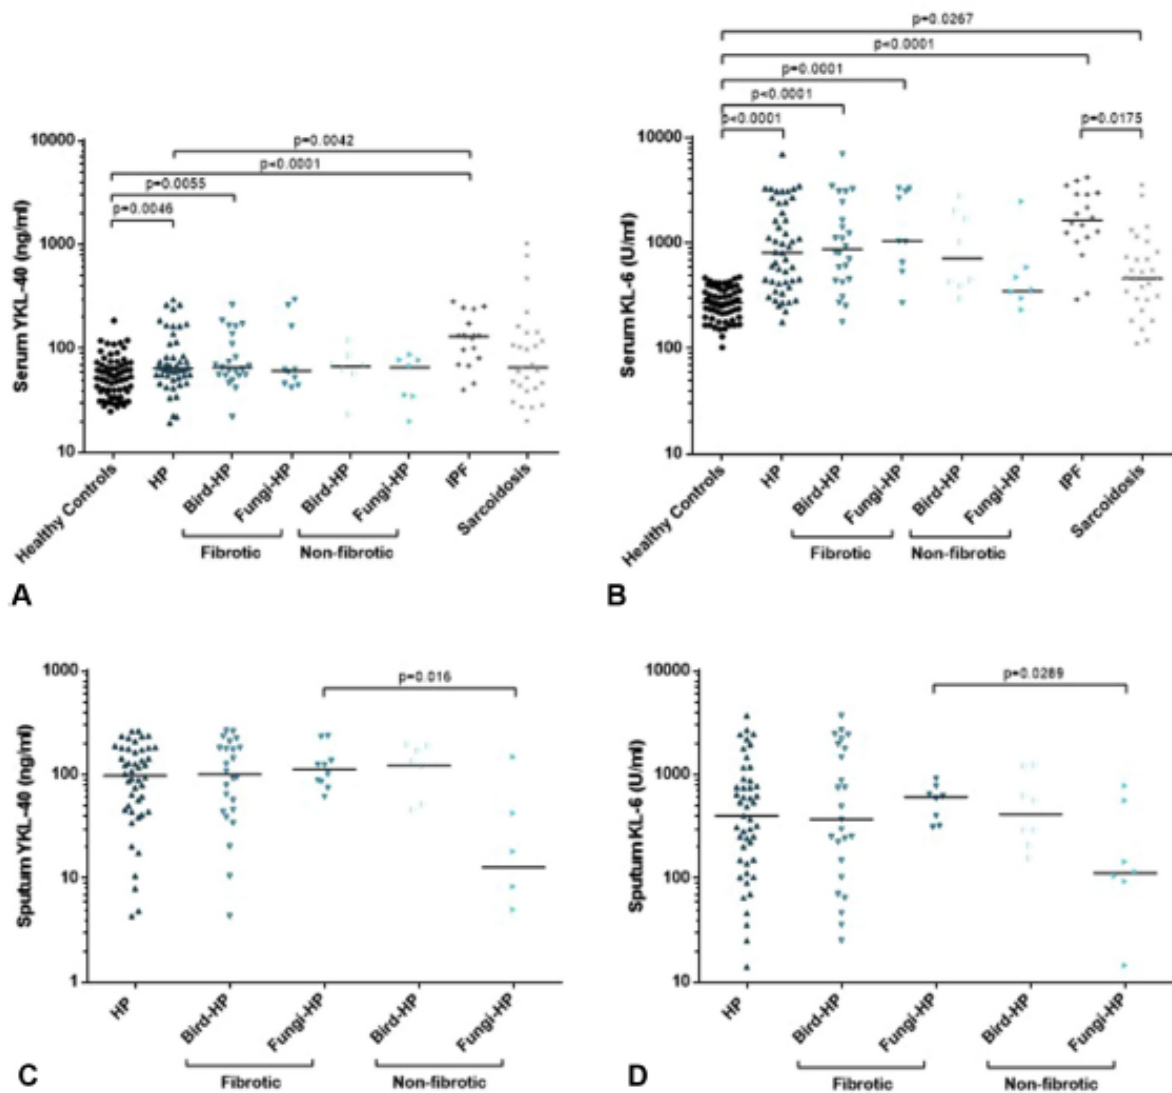 p=0.0042
p<0.0001
p=0.0055
p=0.0046
Serum YKL-40 (ng/ml)
10000
1000
100
10
Healthy Controls
HP
Bird-HP
Fungi-HP
Bird-HP
Fungi-HP
IPF
Sarcoidosis
Fibrotic
Non-fibrotic
A
p=0.0267
p<0.0001
p=0.0001
p<0.0001
p<0.0001
p=0.0175
Serum KL-6 (U/ml)
10000
1000
100
10
Healthy Controls
HP
Bird-HP
Fungi-HP
Bird-HP
Fungi-HP
IPF
Sarcoidosis
Fibrotic
Non-fibrotic
B
p=0.016
Sputum YKL-40 (ng/ml)
1000
100
10
1
HP
Bird-HP
Fungi-HP
Bird-HP
Fungi-HP
Fibrotic
Non-fibrotic
C
p=0.0289
Sputum KL-6 (U/ml)
10000
1000
100
10
HP
Bird-HP
Fungi-HP
Bird-HP
Fungi-HP
Fibrotic
Non-fibrotic
D